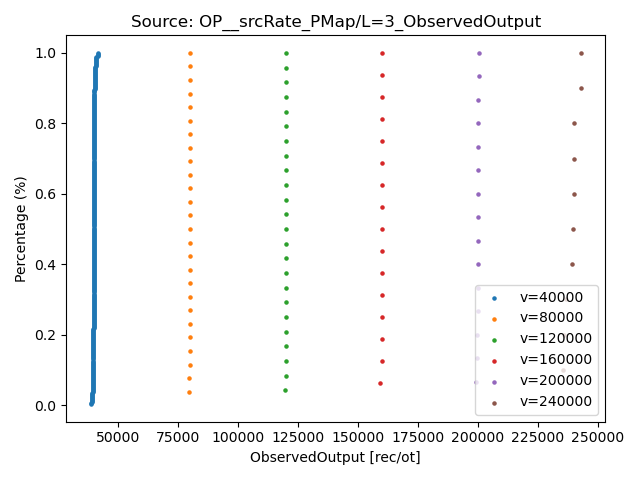 Source: OP__srcRate_PMap/L=3_ObservedOutput
Percentage (%)
1.0
0.8
0.6
0.4
0.2
0.0
50000 75000 100000 125000 150000 175000 200000 225000 250000
ObservedOutput [rec/ot]
v=40000
v=80000
v=120000
v=160000
v=200000
v=240000